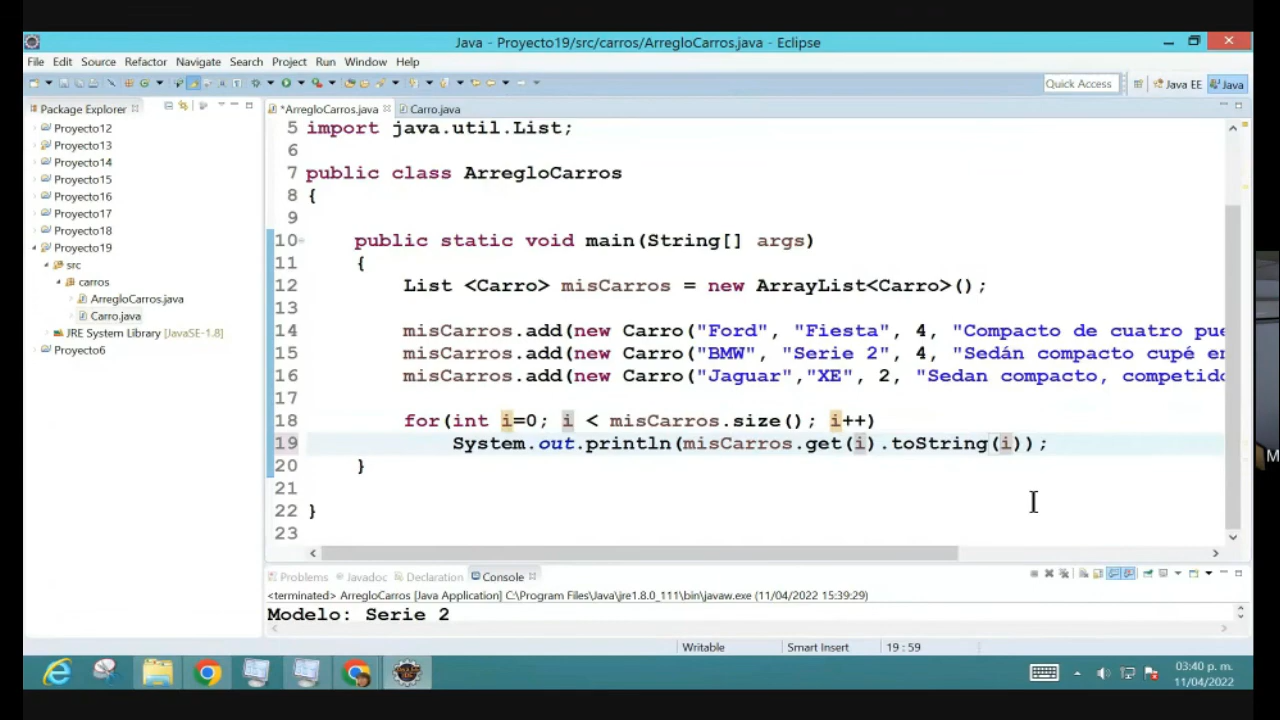 Java - Proyecto19/src/carros/ArregloCarros.java - Eclipse
File Edit Source Refactor Navigate Search Project Run Window Help
Quick Access
Java EE
Java
Package Explorer
*ArregloCarros.java
Carro.java
Proyecto12
Proyecto13
Proyecto14
Proyecto15
Proyecto16
Proyecto17
Proyecto18
Proyecto19
src
carros
ArregloCarros.java
Carro.java
JRE System Library [JavaSE-1.8]
Proyecto6
5 import java.util.List;
6
7 public class ArregloCarros
8 {
9
10 public static void main(String[] args)
11 {
12 List <Carro> misCarros = new ArrayList<Carro>();
13
14 misCarros.add(new Carro("Ford", "Fiesta", 4, "Compacto de cuatro pue
15 misCarros.add(new Carro("BMW", "Serie 2", 4, "Sedán compacto cupé en
16 misCarros.add(new Carro("Jaguar","XE", 2, "Sedan compacto, competido
17
18 for(int i=0; i < misCarros.size(); i++)
19 System.out.println(misCarros.get(i).toString(i));
20 }
21
22 }
23
Problems Javadoc Declaration Console
<terminated> ArregloCarros [Java Application] C:\Program Files\Java\jre1.8.0_111\bin\javaw.exe (11/04/2022 15:39:29)
Modelo: Serie 2
Writable Smart Insert 19 : 59
03:40 p. m.
11/04/2022
M